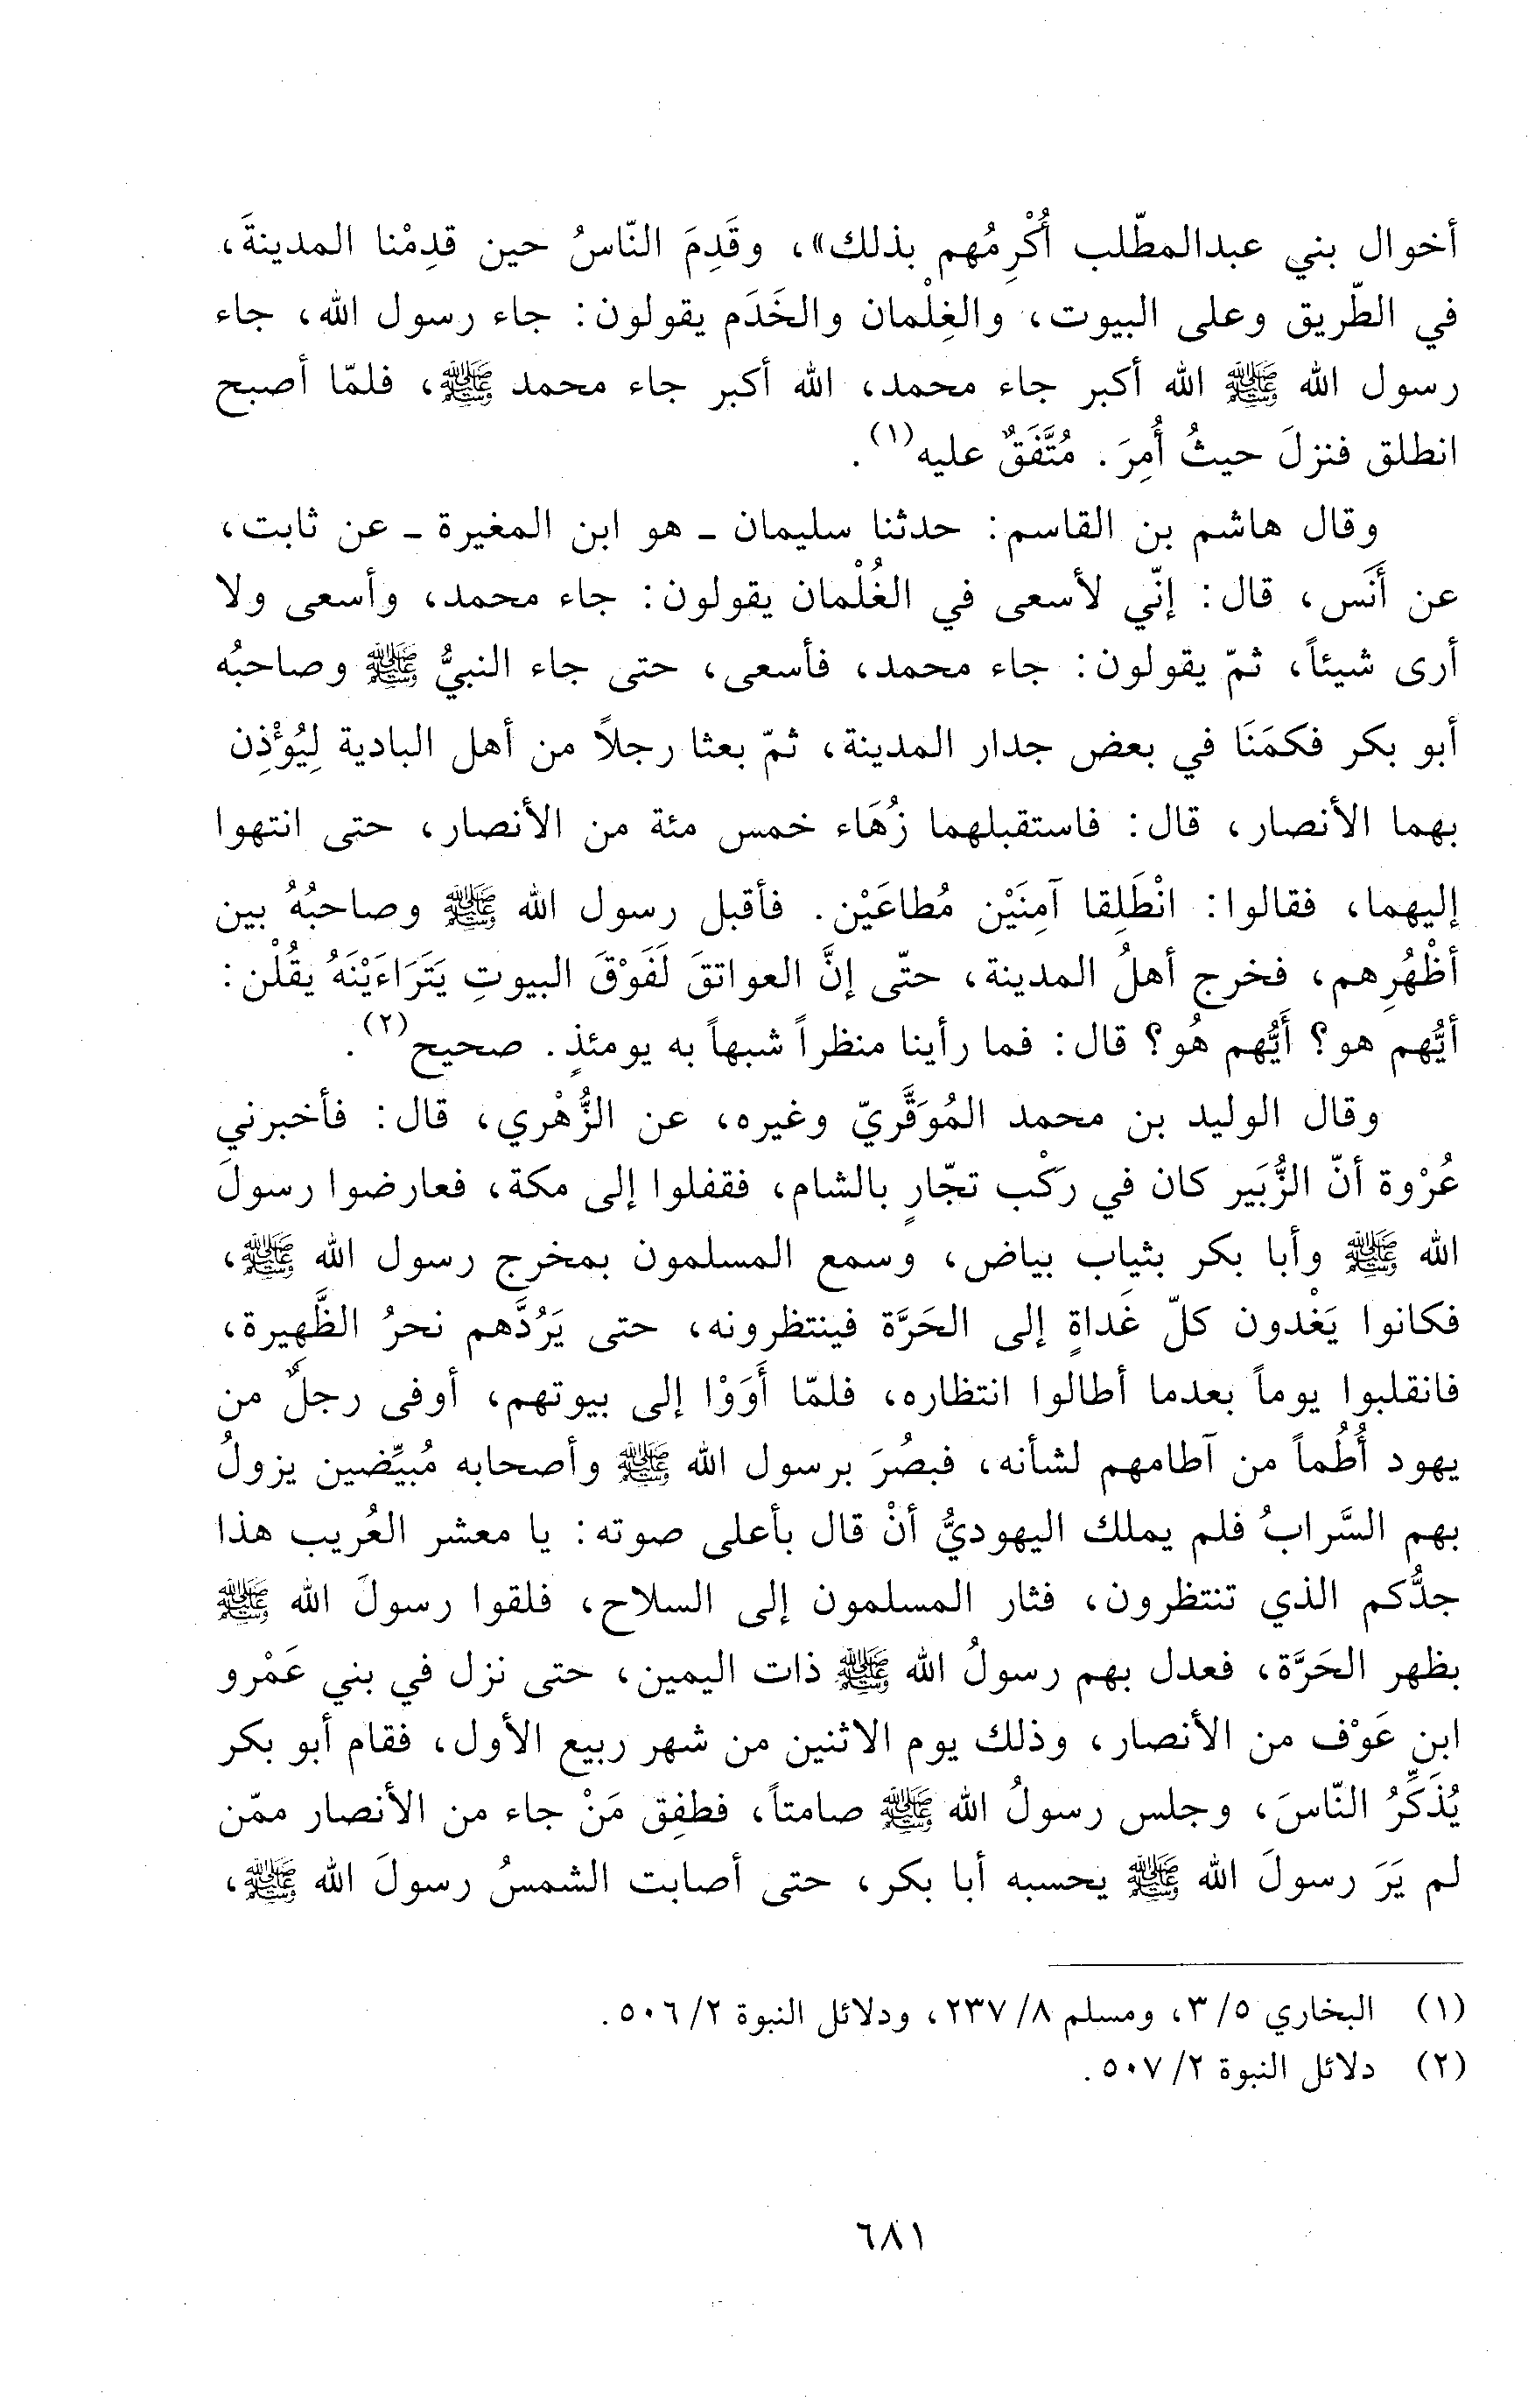 أخوال بني عبدالمطّلب أُكْرِمُهم بذلك»، وقَدِمَ النّاسُ حين قدِمْنا المدينةَ،
في الطّريق وعلى البيوت، والغِلْمان والخَدَم يقولون: جاء رسول الله، جاء
رسول الله ﷺ الله أكبر جاء محمد، الله أكبر جاء محمد ﷺ، فلمّا أصبح
انطلق فنزلَ حيثُ أُمِرَ. مُتَّفَقٌ عليه(١).
وقال هاشم بن القاسم: حدثنا سليمان ـ هو ابن المغيرة ـ عن ثابت،
عن أَنَس، قال: إنّي لأسعى في الغُلْمان يقولون: جاء محمد، وأسعى ولا
أرى شيئاً، ثمّ يقولون: جاء محمد، فأسعى، حتى جاء النبيُّ ﷺ وصاحبُه
أبو بكر فكمَنَا في بعض جدار المدينة، ثمّ بعثا رجلاً من أهل البادية لِيُؤْذِن
بهما الأنصار، قال: فاستقبلهما زُهَاء خمس مئة من الأنصار، حتى انتهوا
إليهما، فقالوا: انْطَلِقا آمِنَيْن مُطاعَيْن. فأقبل رسول الله ﷺ وصاحبُهُ بين
أظْهُرِهم، فخرج أهلُ المدينة، حتّى إنَّ العواتقَ لَفَوْقَ البيوتِ يَتَرَاءَيْنَهُ يقُلْن:
أيُّهم هو؟ أَيُّهم هُو؟ قال: فما رأينا منظراً شبهاً به يومئذٍ. صحيح(٢).
وقال الوليد بن محمد المُوَقَّريّ وغيره، عن الزُّهْري، قال: فأخبرني
عُرْوة أنّ الزُّبَير كان في رَكْب تجّارٍ بالشام، فقفلوا إلى مكة، فعارضوا رسولَ
الله ﷺ وأبا بكر بثياب بياض، وسمع المسلمون بمخرج رسول الله ﷺ،
فكانوا يَغْدون كلّ غَداةٍ إلى الحَرَّة فينتظرونه، حتى يَرُدَّهم نحرُ الظَّهِيرة،
فانقلبوا يوماً بعدما أطالوا انتظاره، فلمّا أَوَوْا إلى بيوتهم، أوفى رجلٌ من
يهود أُطُماً من آطامهم لشأنه، فبصُرَ برسول الله ﷺ وأصحابه مُبيِّضين يزولُ
بهم السَّرابُ فلم يملك اليهوديُّ أنْ قال بأعلى صوته: يا معشر العُريب هذا
جدُّكم الذي تنتظرون، فثار المسلمون إلى السلاح، فلقوا رسولَ الله ﷺ
بظهر الحَرَّة، فعدل بهم رسولُ الله ﷺ ذات اليمين، حتى نزل في بني عَمْرو
ابن عَوْف من الأنصار، وذلك يوم الاثنين من شهر ربيع الأول، فقام أبو بكر
يُذَكِّرُ النّاسَ، وجلس رسولُ الله ﷺ صامتاً، فطفِق مَنْ جاء من الأنصار ممّن
لم يَرَ رسولَ الله ﷺ يحسبه أبا بكر، حتى أصابت الشمسُ رسولَ الله ﷺ،
(١) البخاري ٣/٥، ومسلم ٢٣٧/٨، ودلائل النبوة ٥٠٦/٢.
(٢) دلائل النبوة ٥٠٧/٢.
٦٨١